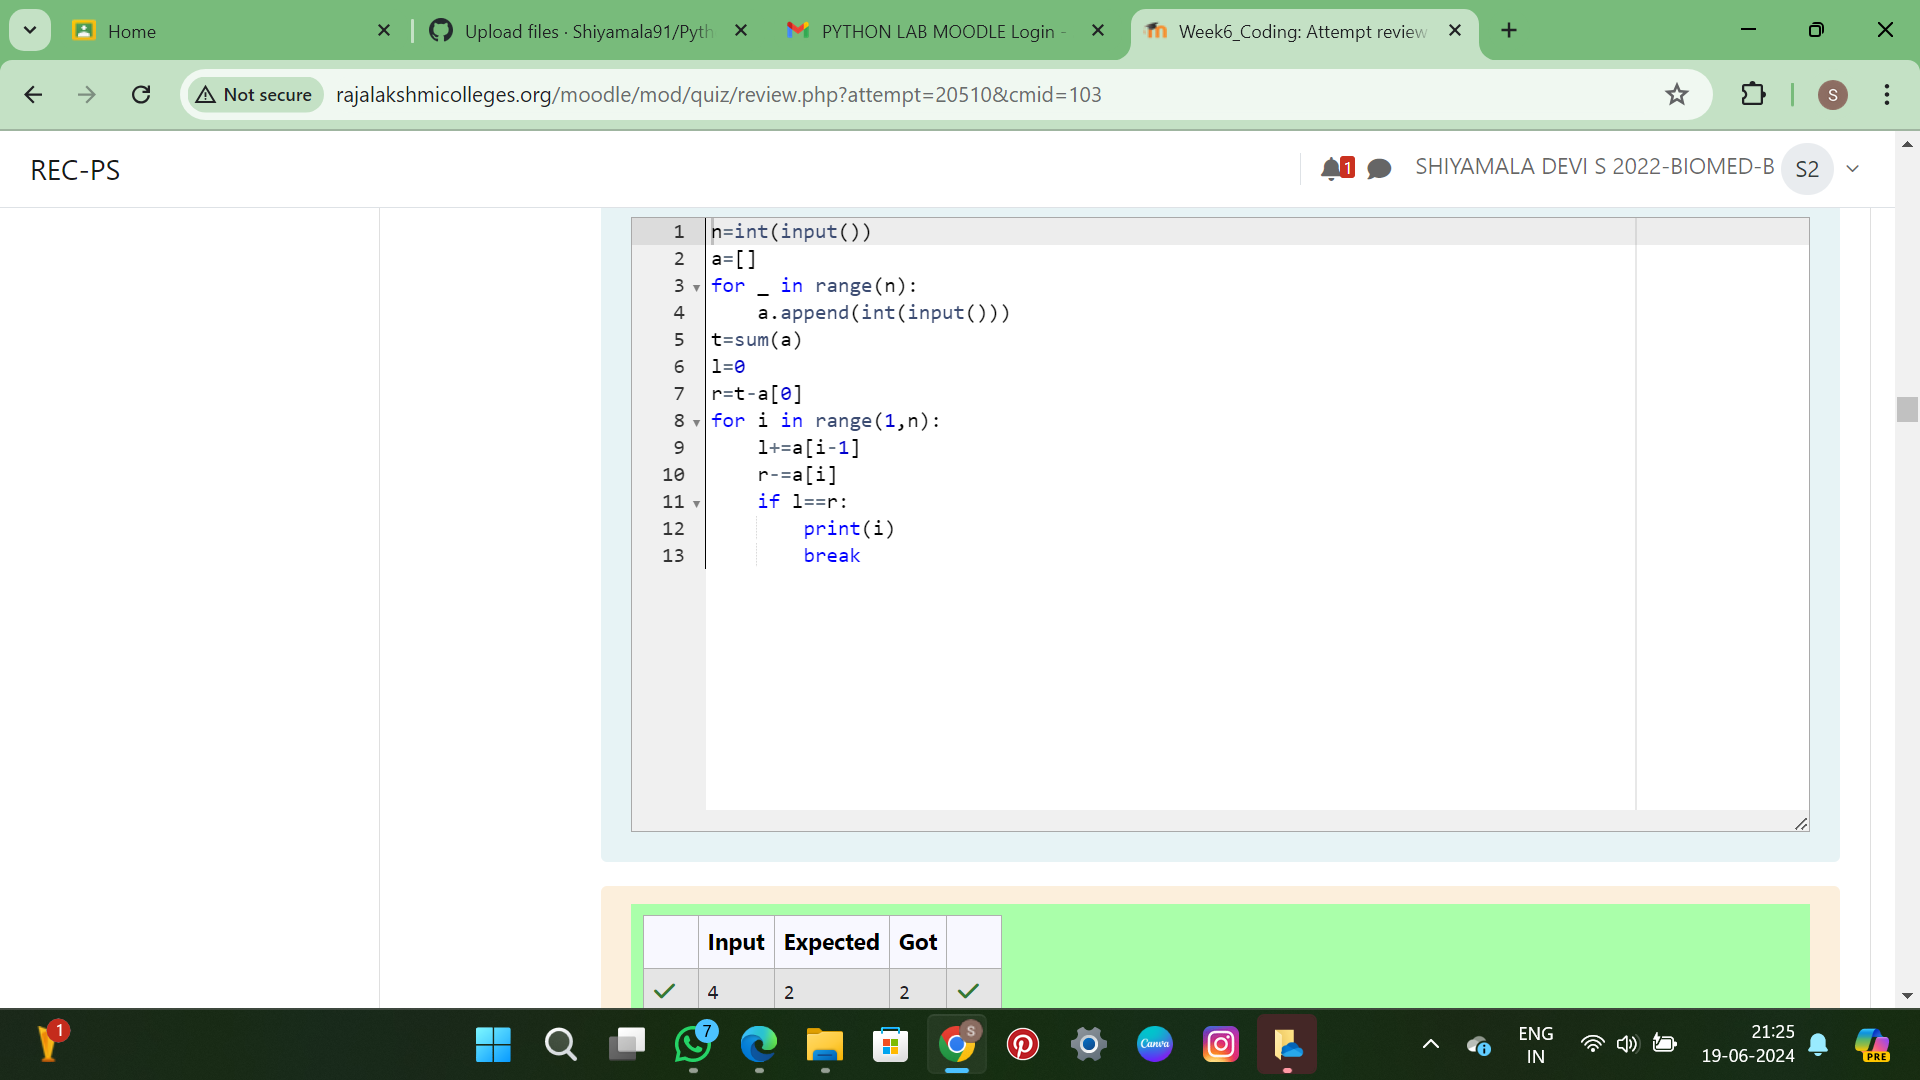 Home
Upload files · Shiyamala91/Pyth
PYTHON LAB MOODLE Login -
Week6_Coding: Attempt review
Not secure
rajalakshmicolleges.org/moodle/mod/quiz/review.php?attempt=20510&cmid=103
S
REC-PS
1
SHIYAMALA DEVI S 2022-BIOMED-B
S2
1 n=int(input())
2 a=[]
3 for _ in range(n):
4     a.append(int(input()))
5 t=sum(a)
6 l=0
7 r=t-a[0]
8 for i in range(1,n):
9     l+=a[i-1]
10     r-=a[i]
11     if l==r:
12         print(i)
13         break
Input Expected Got
4 2 2
1
7
S
Canva
ENG
IN
21:25
19-06-2024
PRE